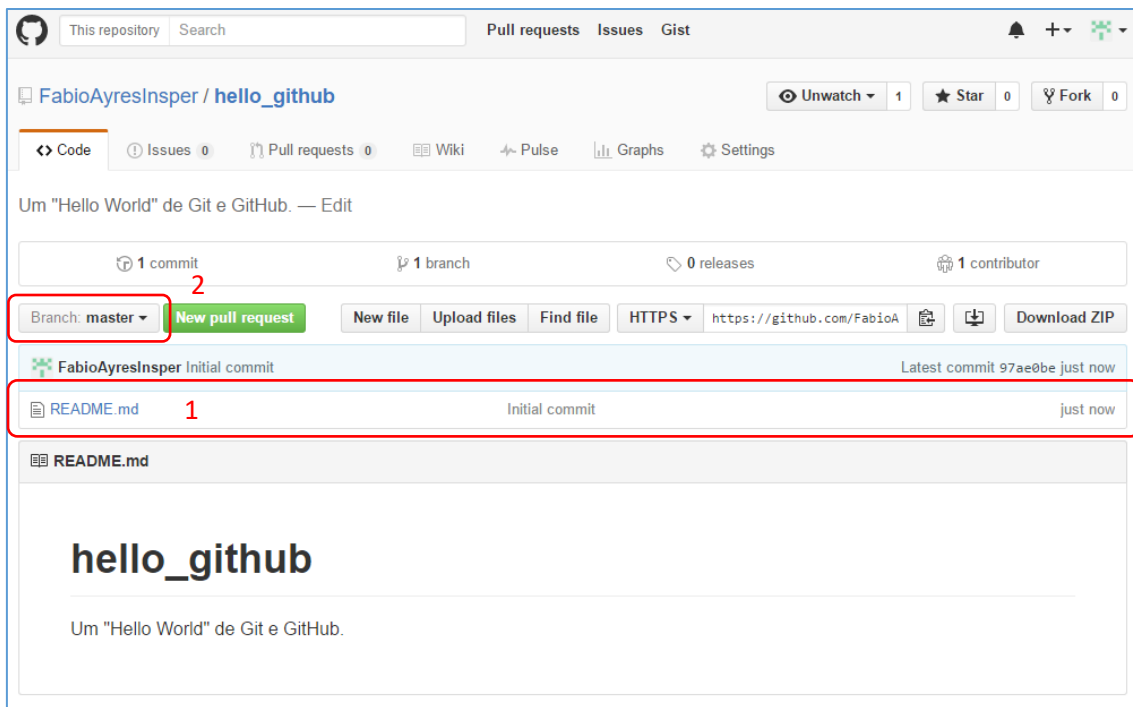 This repository Search Pull requests Issues Gist
FabioAyresInsper / hello_github Unwatch 1 Star 0 Fork 0
Code Issues 0 Pull requests 0 Wiki Pulse Graphs Settings
Um "Hello World" de Git e GitHub. — Edit
1 commit 1 branch 0 releases 1 contributor
2
Branch: master New pull request New file Upload files Find file HTTPS https://github.com/FabioA Download ZIP
FabioAyresInsper Initial commit Latest commit 97ae0be just now
README.md 1 Initial commit just now
README.md
hello_github
Um "Hello World" de Git e GitHub.